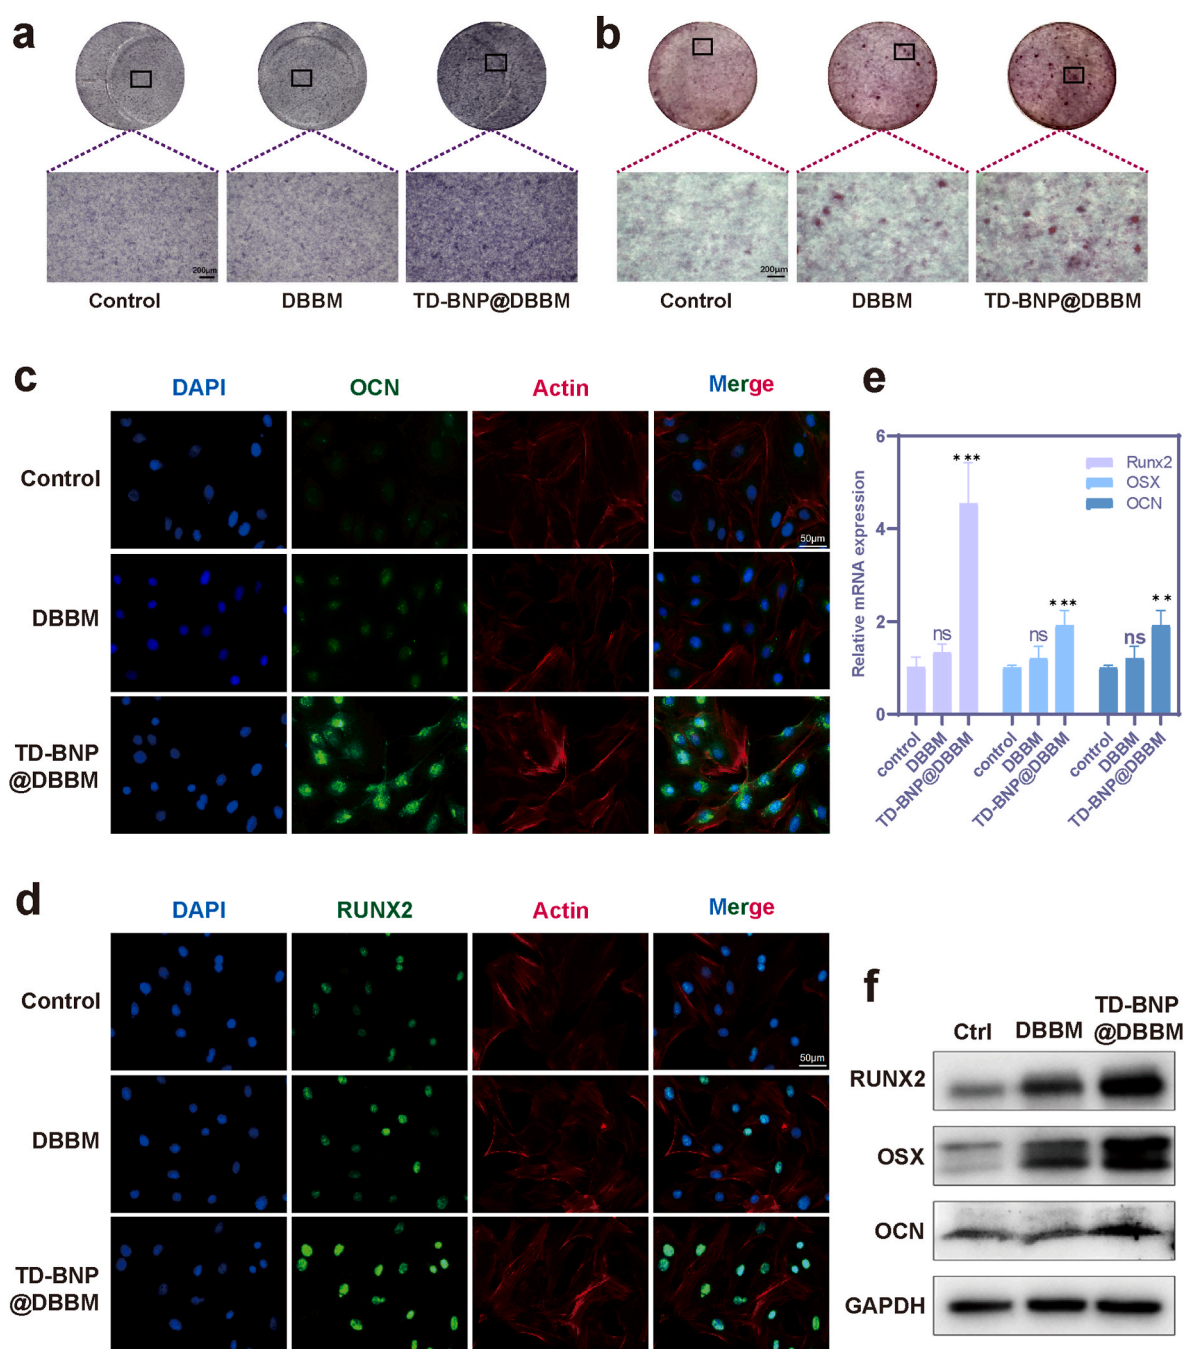 a
200μm
Control
DBBM
TD-BNP@DBBM
b
200μm
Control
DBBM
TD-BNP@DBBM
c
DAPI
OCN
Actin
Merge
Control
50μm
DBBM
TD-BNP
@DBBM
d
DAPI
RUNX2
Actin
Merge
Control
50μm
DBBM
TD-BNP
@DBBM
e
Relative mRNA expression
6
4
2
0
Runx2
OSX
OCN
ns
***
ns
***
ns
**
control
DBBM
TD-BNP@DBBM
control
DBBM
TD-BNP@DBBM
control
DBBM
TD-BNP@DBBM
f
Ctrl
DBBM
TD-BNP
@DBBM
RUNX2
OSX
OCN
GAPDH